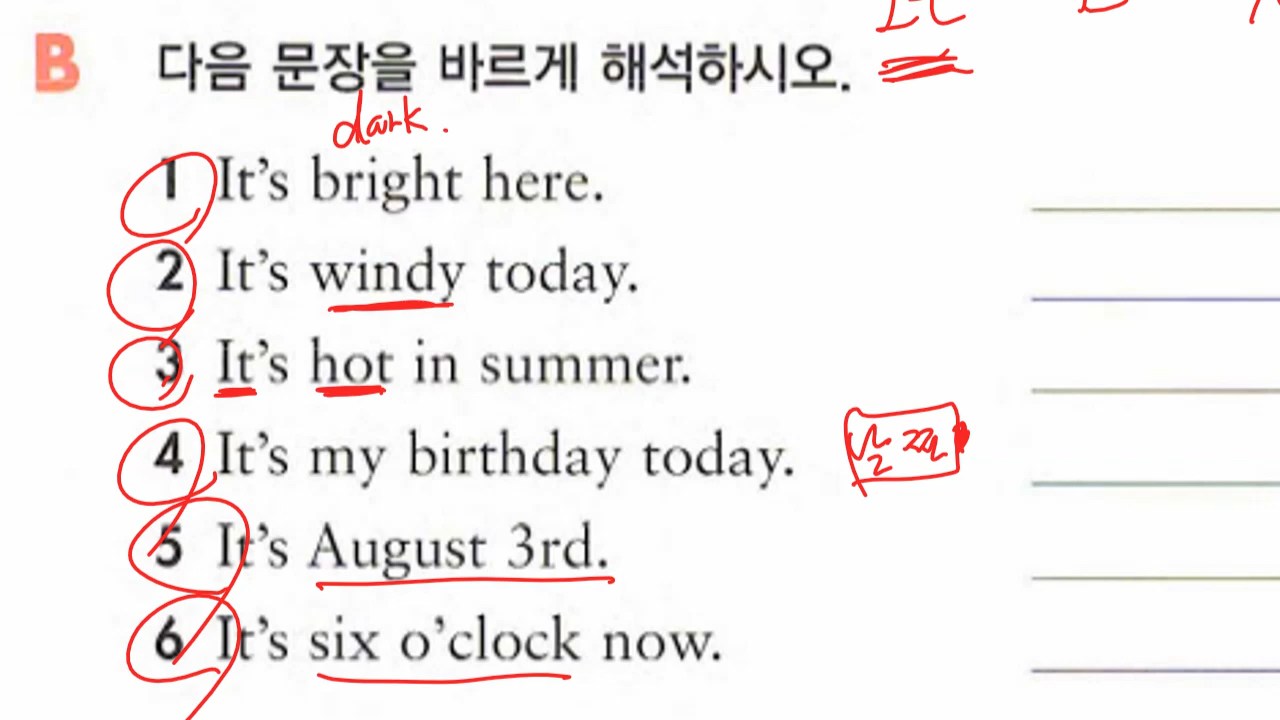 B 다음 문장을 바르게 해석하시오.
dark.
1 It's bright here.
2 It's windy today.
3 It's hot in summer.
4 It's my birthday today.
5 It's August 3rd.
6 It's six o'clock now.